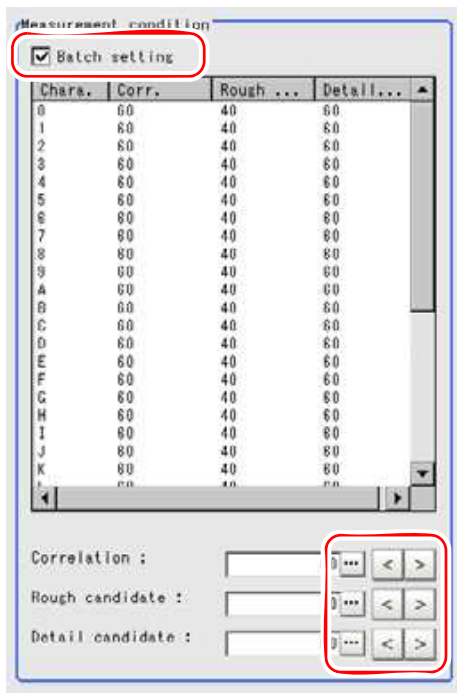 Measurement condition
Batch setting
Chara. Corr. Rough ... Detail...
0 60 40 60
1 60 40 60
2 60 40 60
3 60 40 60
4 60 40 60
5 60 40 60
6 60 40 60
7 60 40 60
8 60 40 60
9 60 40 60
A 60 40 60
B 60 40 60
C 60 40 60
D 60 40 60
E 60 40 60
F 60 40 60
G 60 40 60
H 60 40 60
I 60 40 60
J 60 40 60
K 60 40 60
Correlation : ... < >
Rough candidate : ... < >
Detail candidate : ... < >